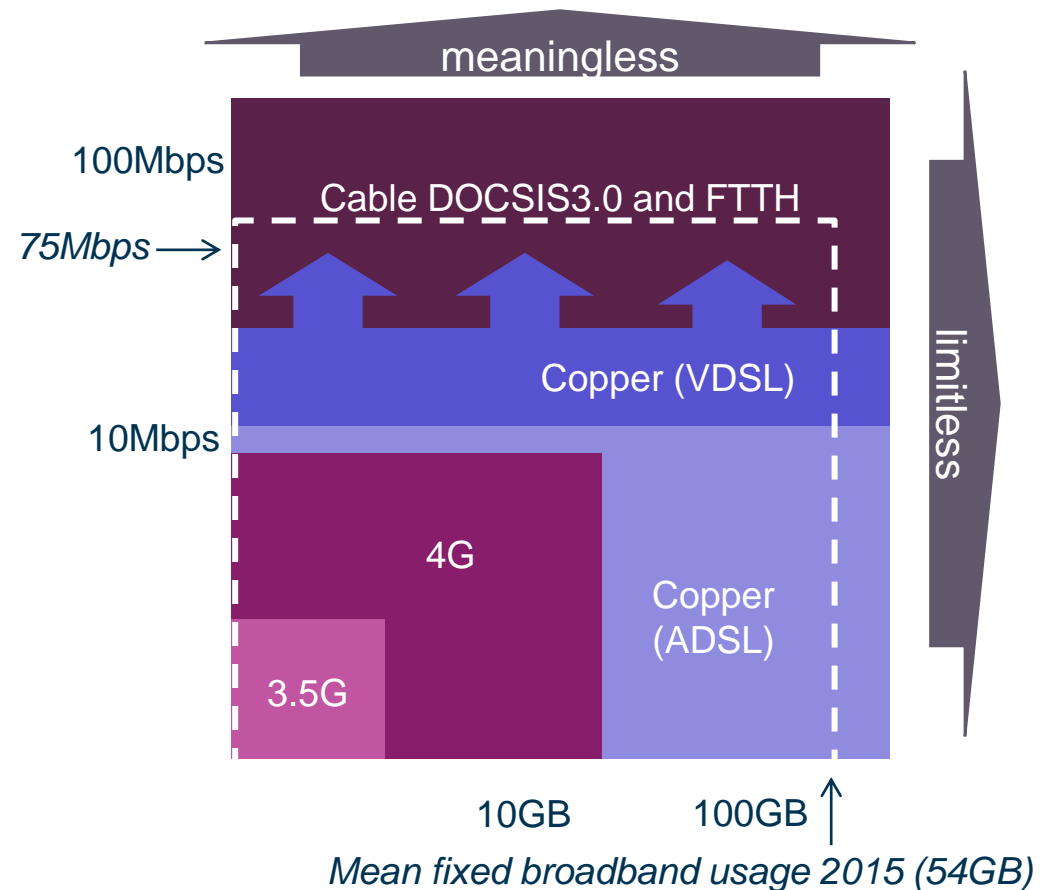 meaningless
100Mbps
Cable DOCSIS3.0 and FTTH
75Mbps
limitless
Copper (VDSL)
10Mbps
4G
Copper
(ADSL)
3.5G
10GB
100GB
Mean fixed broadband usage 2015 (54GB)